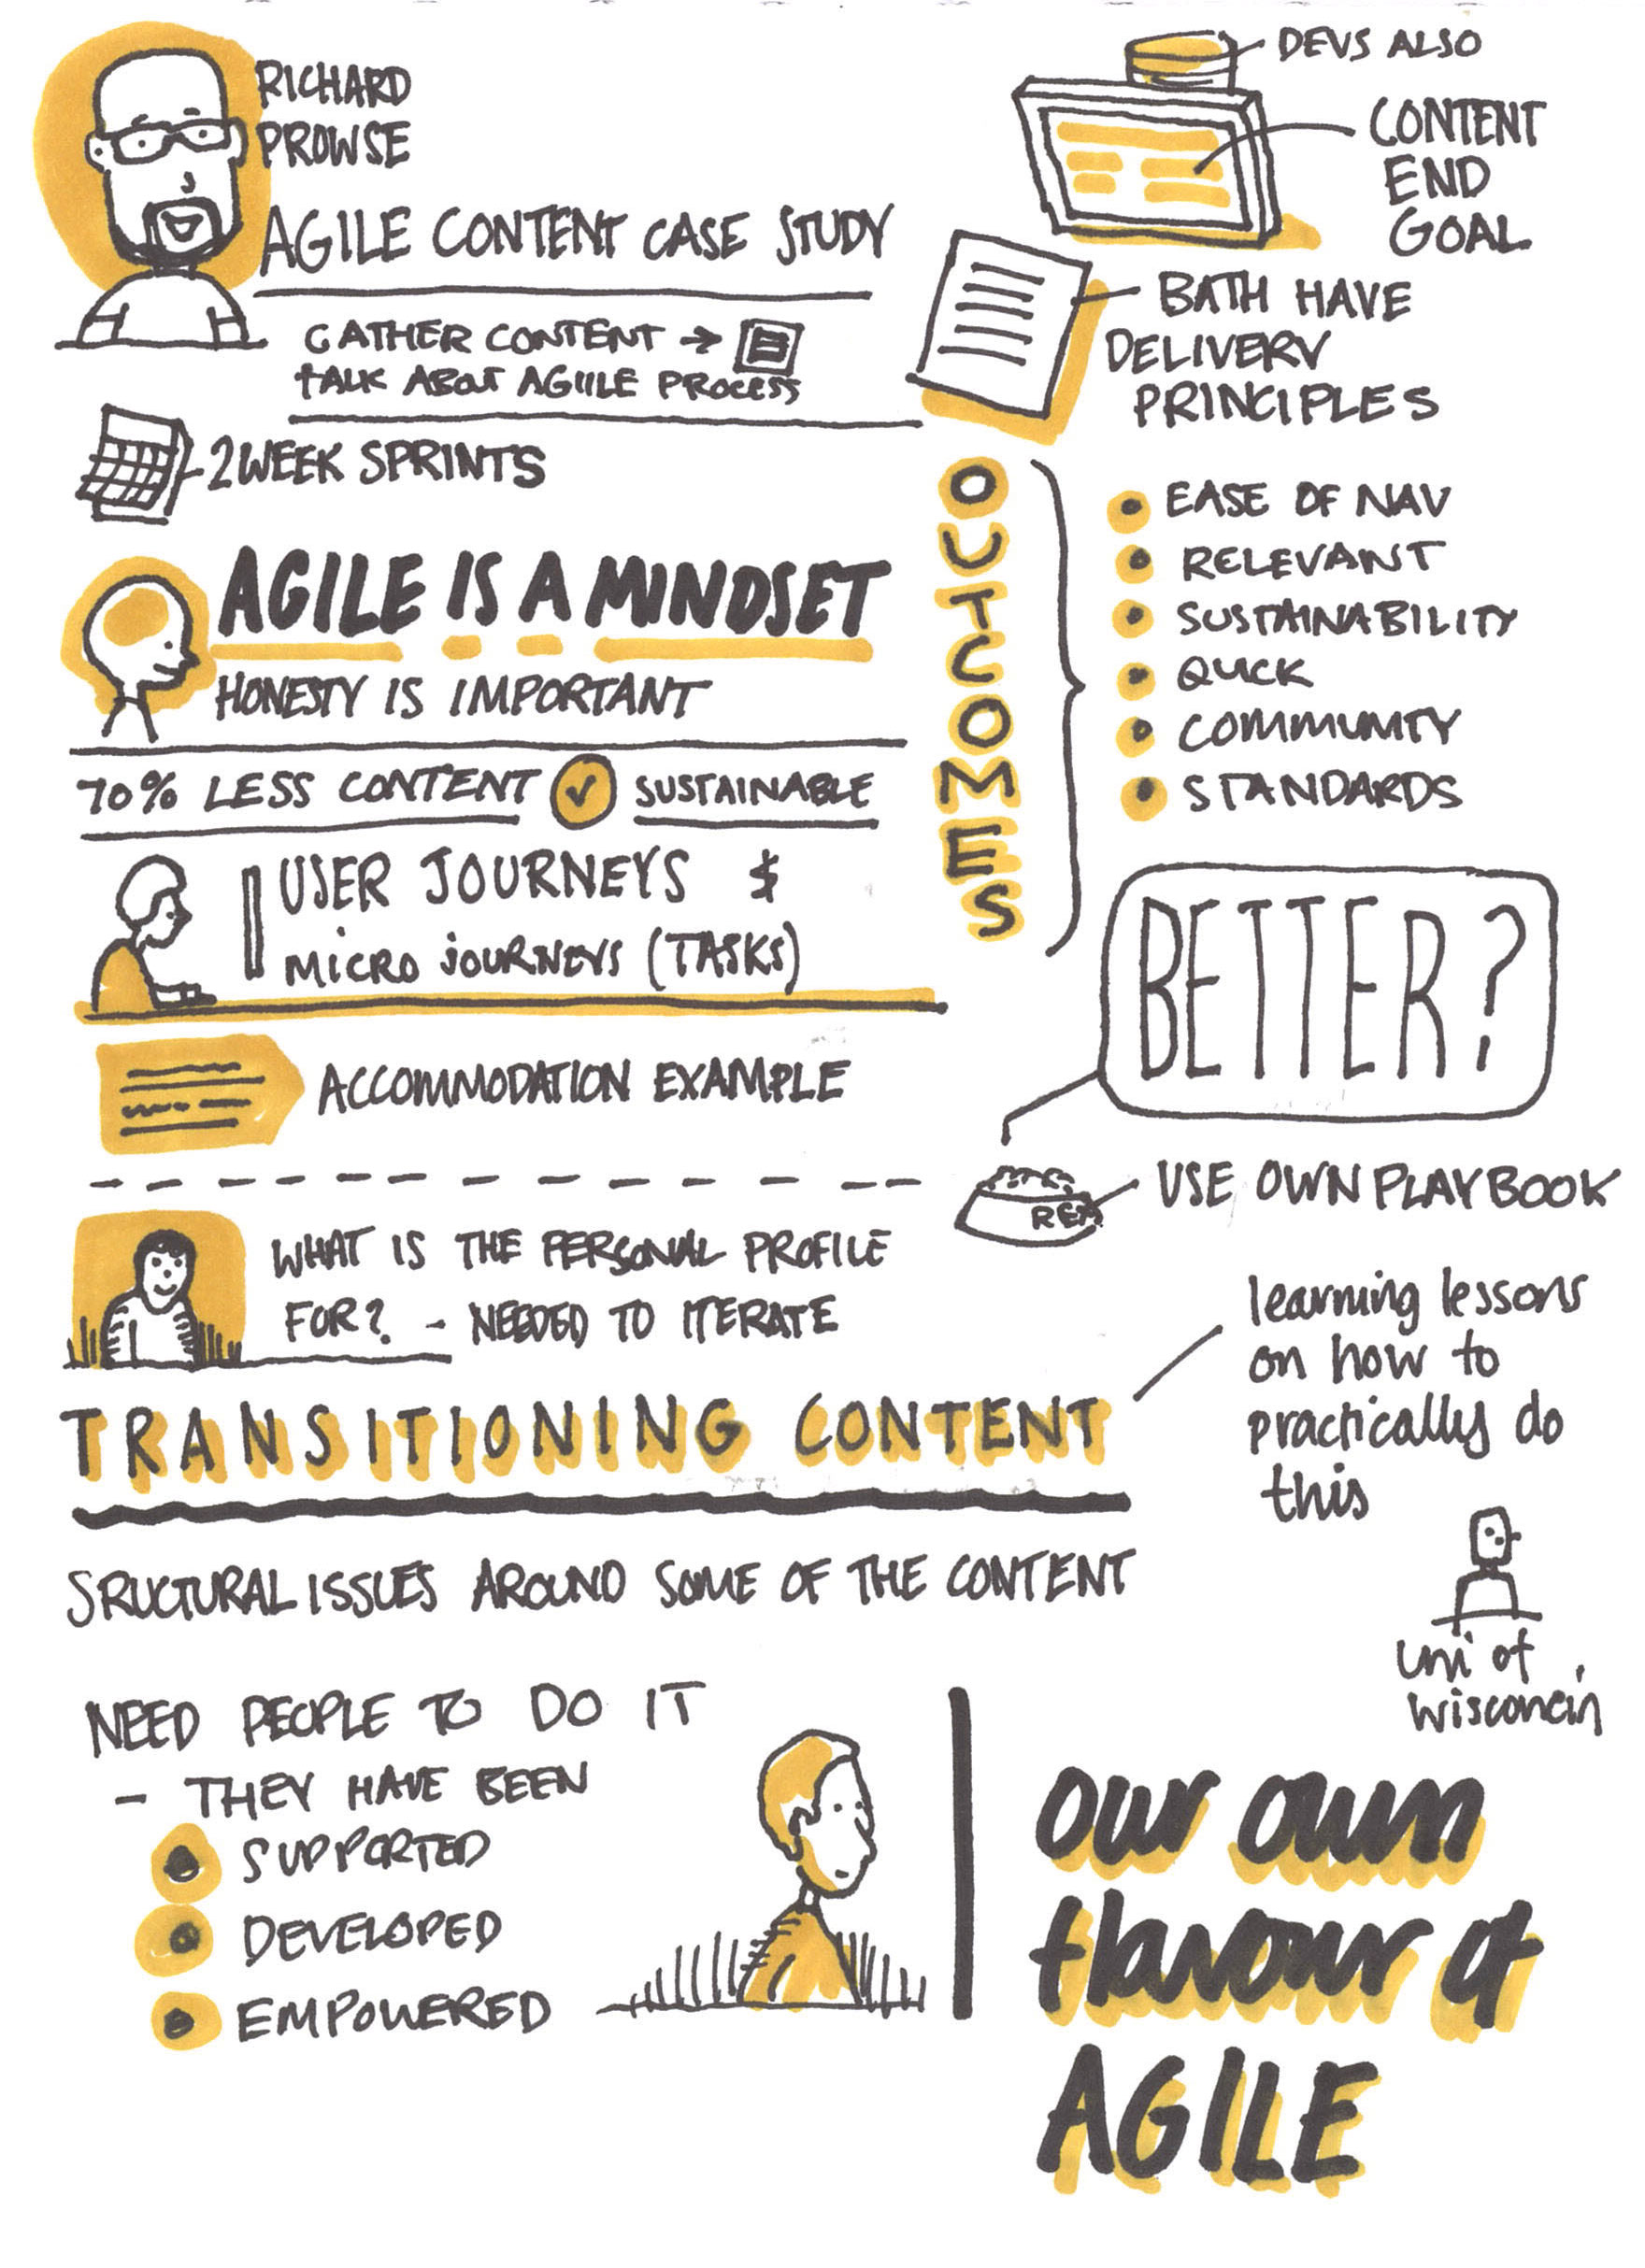 RICHARD
PROWSE
AGILE CONTENT CASE STUDY
GATHER CONTENT →
TALK ABOUT AGIILE PROCESS
2 WEEK SPRINTS
AGILE IS A MINDSET
HONESTY IS IMPORTANT
70% LESS CONTENT ✓ SUSTAINABLE
USER JOURNEYS &
MICRO JOURNEYS (TASKS)
ACCOMMODATION EXAMPLE
WHAT IS THE PERSONAL PROFILE
FOR? - NEEDED TO ITERATE
DEVS ALSO
CONTENT
END
GOAL
BATH HAVE
DELIVERY
PRINCIPLES
OUTCOMES
EASE OF NAV
RELEVANT
SUSTAINABILITY
QUICK
COMMUNITY
STANDARDS
BETTER?
USE OWN PLAYBOOK
TRANSITIONING CONTENT
learning lessons
on how to
practically do
this
SRUCTURAL ISSUES AROUND SOME OF THE CONTENT
uni of
wisconcin
NEED PEOPLE TO DO IT
- THEY HAVE BEEN
SUPPORTED
DEVELOPED
EMPOWERED
our own
flavour of
AGILE